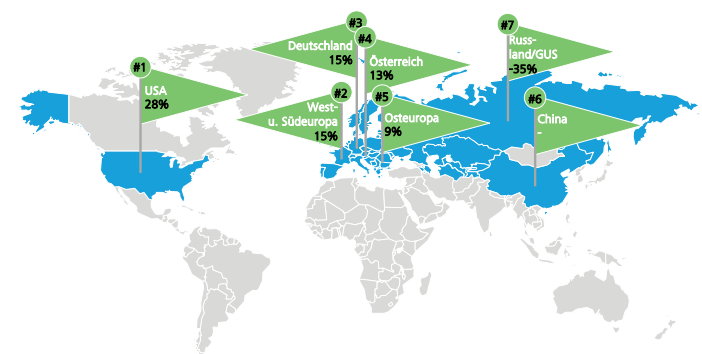 #1
USA
28%
#2
West-
u. Südeuropa
15%
#3
Deutschland
15%
#4
Österreich
13%
#5
Osteuropa
9%
#6
China
–
#7
Russ-
land/GUS
-35%